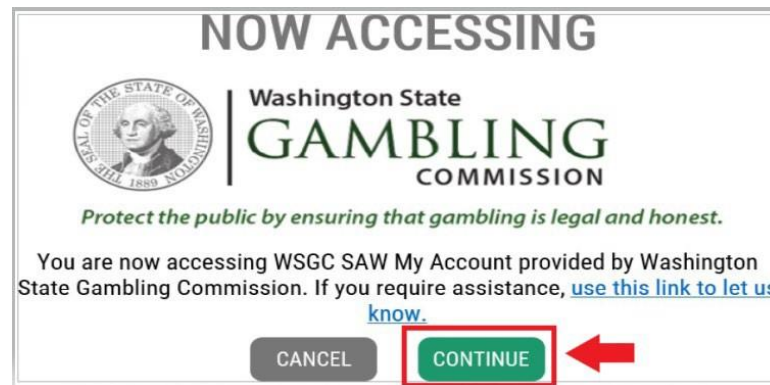 NOW ACCESSING
THE SEAL OF THE STATE OF WASHINGTON
1889
Washington State
GAMBLING
COMMISSION
Protect the public by ensuring that gambling is legal and honest.
You are now accessing WSGC SAW My Account provided by Washington
State Gambling Commission. If you require assistance, use this link to let us
know.
CANCEL
CONTINUE